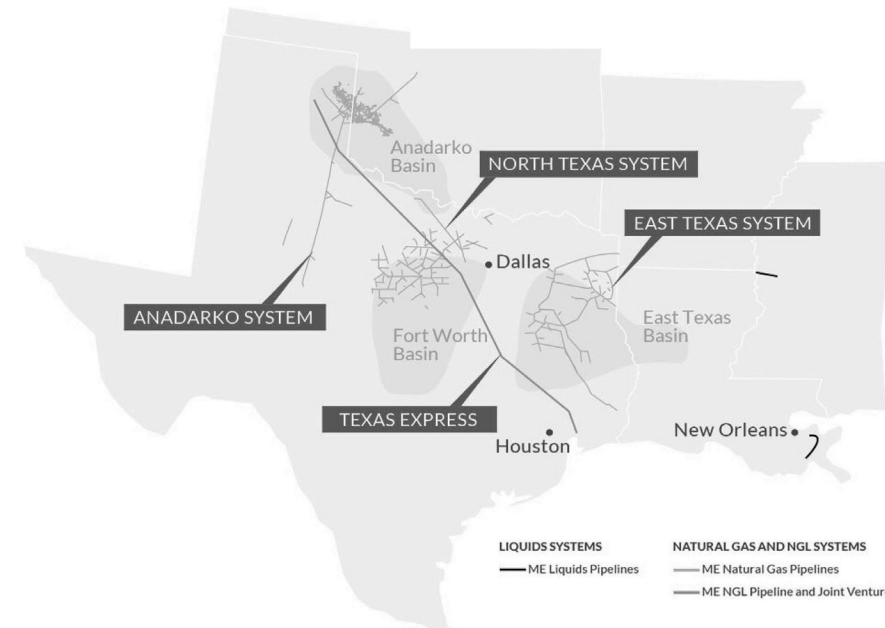 Anadarko
Basin
NORTH TEXAS SYSTEM
EAST TEXAS SYSTEM
Dallas
ANADARKO SYSTEM
Fort Worth
Basin
East Texas
Basin
TEXAS EXPRESS
Houston
New Orleans
LIQUIDS SYSTEMS
ME Liquids Pipelines
NATURAL GAS AND NGL SYSTEMS
ME Natural Gas Pipelines
ME NGL Pipeline and Joint Ventur